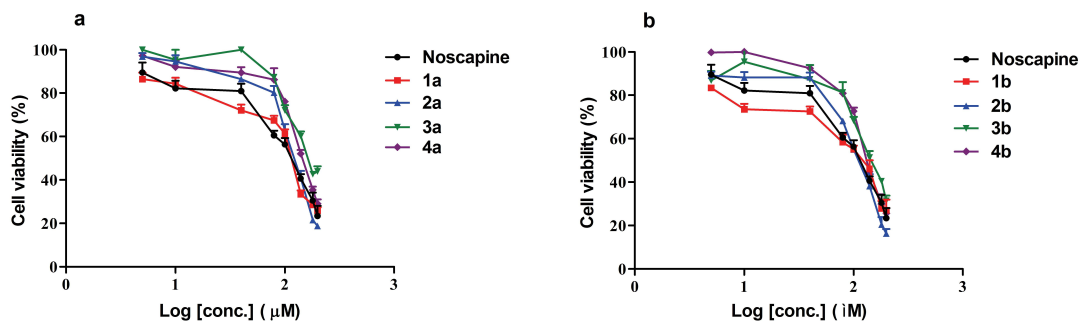 a
Cell viability (%)
100
80
60
40
20
0
0
1
2
3
Log [conc.] ( μM)
Noscapine
1a
2a
3a
4a
b
Cell viability (%)
100
80
60
40
20
0
0
1
2
3
Log [conc.] ( ìM)
Noscapine
1b
2b
3b
4b